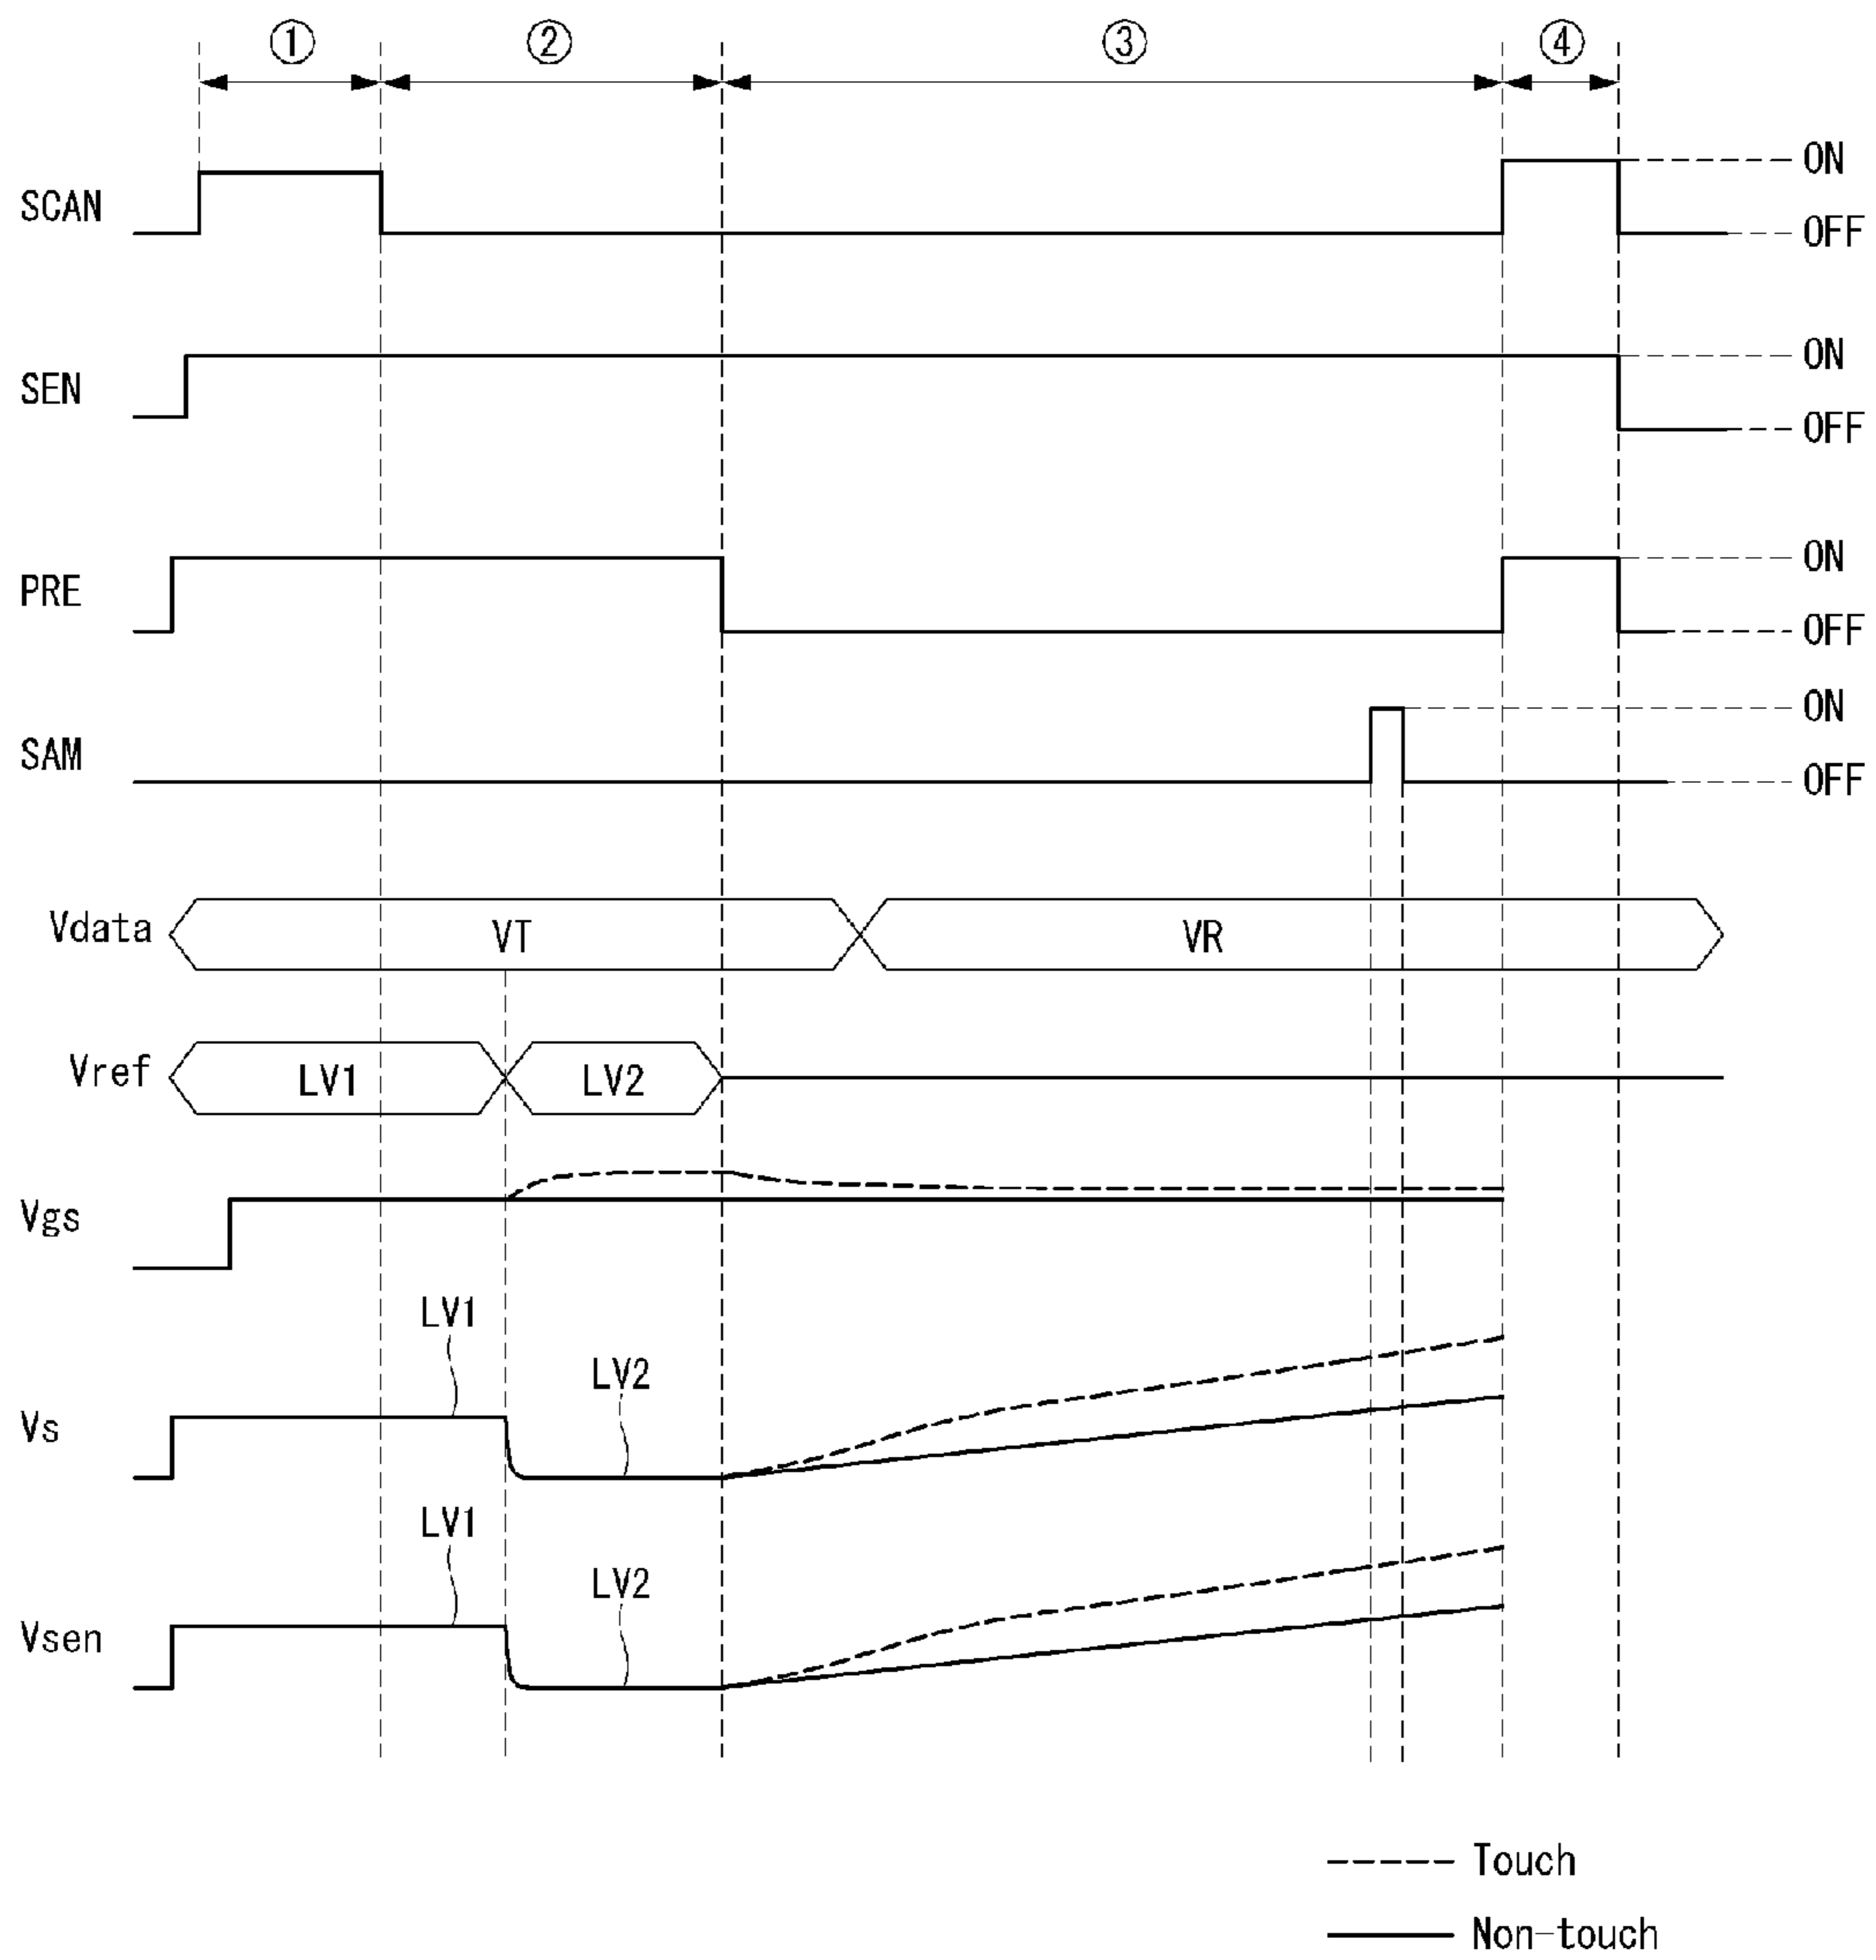 ① ② ③ ④
SCAN ON
OFF
SEN ON
OFF
PRE ON
OFF
SAM ON
OFF
Vdata VT VR
Vref LV1 LV2
Vgs
LV1
LV2
Vs
LV1
LV2
Vsen
Touch
Non-touch